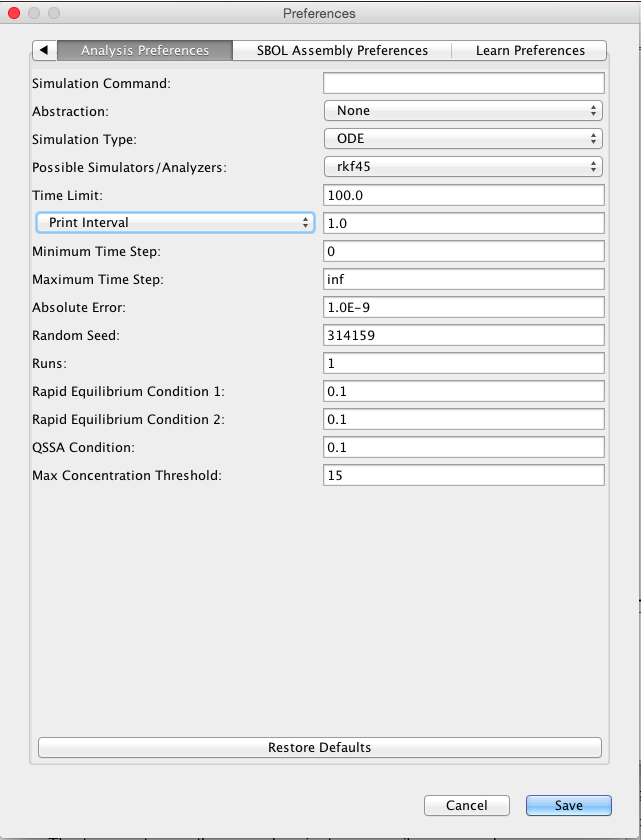 Preferences
Analysis Preferences SBOL Assembly Preferences Learn Preferences
Simulation Command:
Abstraction: None
Simulation Type: ODE
Possible Simulators/Analyzers: rkf45
Time Limit: 100.0
Print Interval 1.0
Minimum Time Step: 0
Maximum Time Step: inf
Absolute Error: 1.0E-9
Random Seed: 314159
Runs: 1
Rapid Equilibrium Condition 1: 0.1
Rapid Equilibrium Condition 2: 0.1
QSSA Condition: 0.1
Max Concentration Threshold: 15
Restore Defaults
Cancel Save